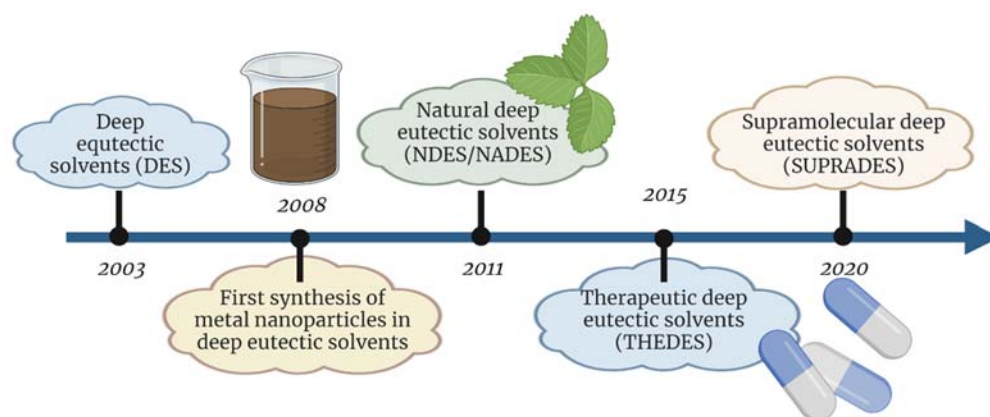 Deep
equtectic
solvents (DES)
2003
2008
First synthesis of
metal nanoparticles in
deep eutectic solvents
Natural deep
eutectic solvents
(NDES/NADES)
2011
2015
Therapeutic deep
eutectic solvents
(THEDES)
Supramolecular deep
eutectic solvents
(SUPRADES)
2020